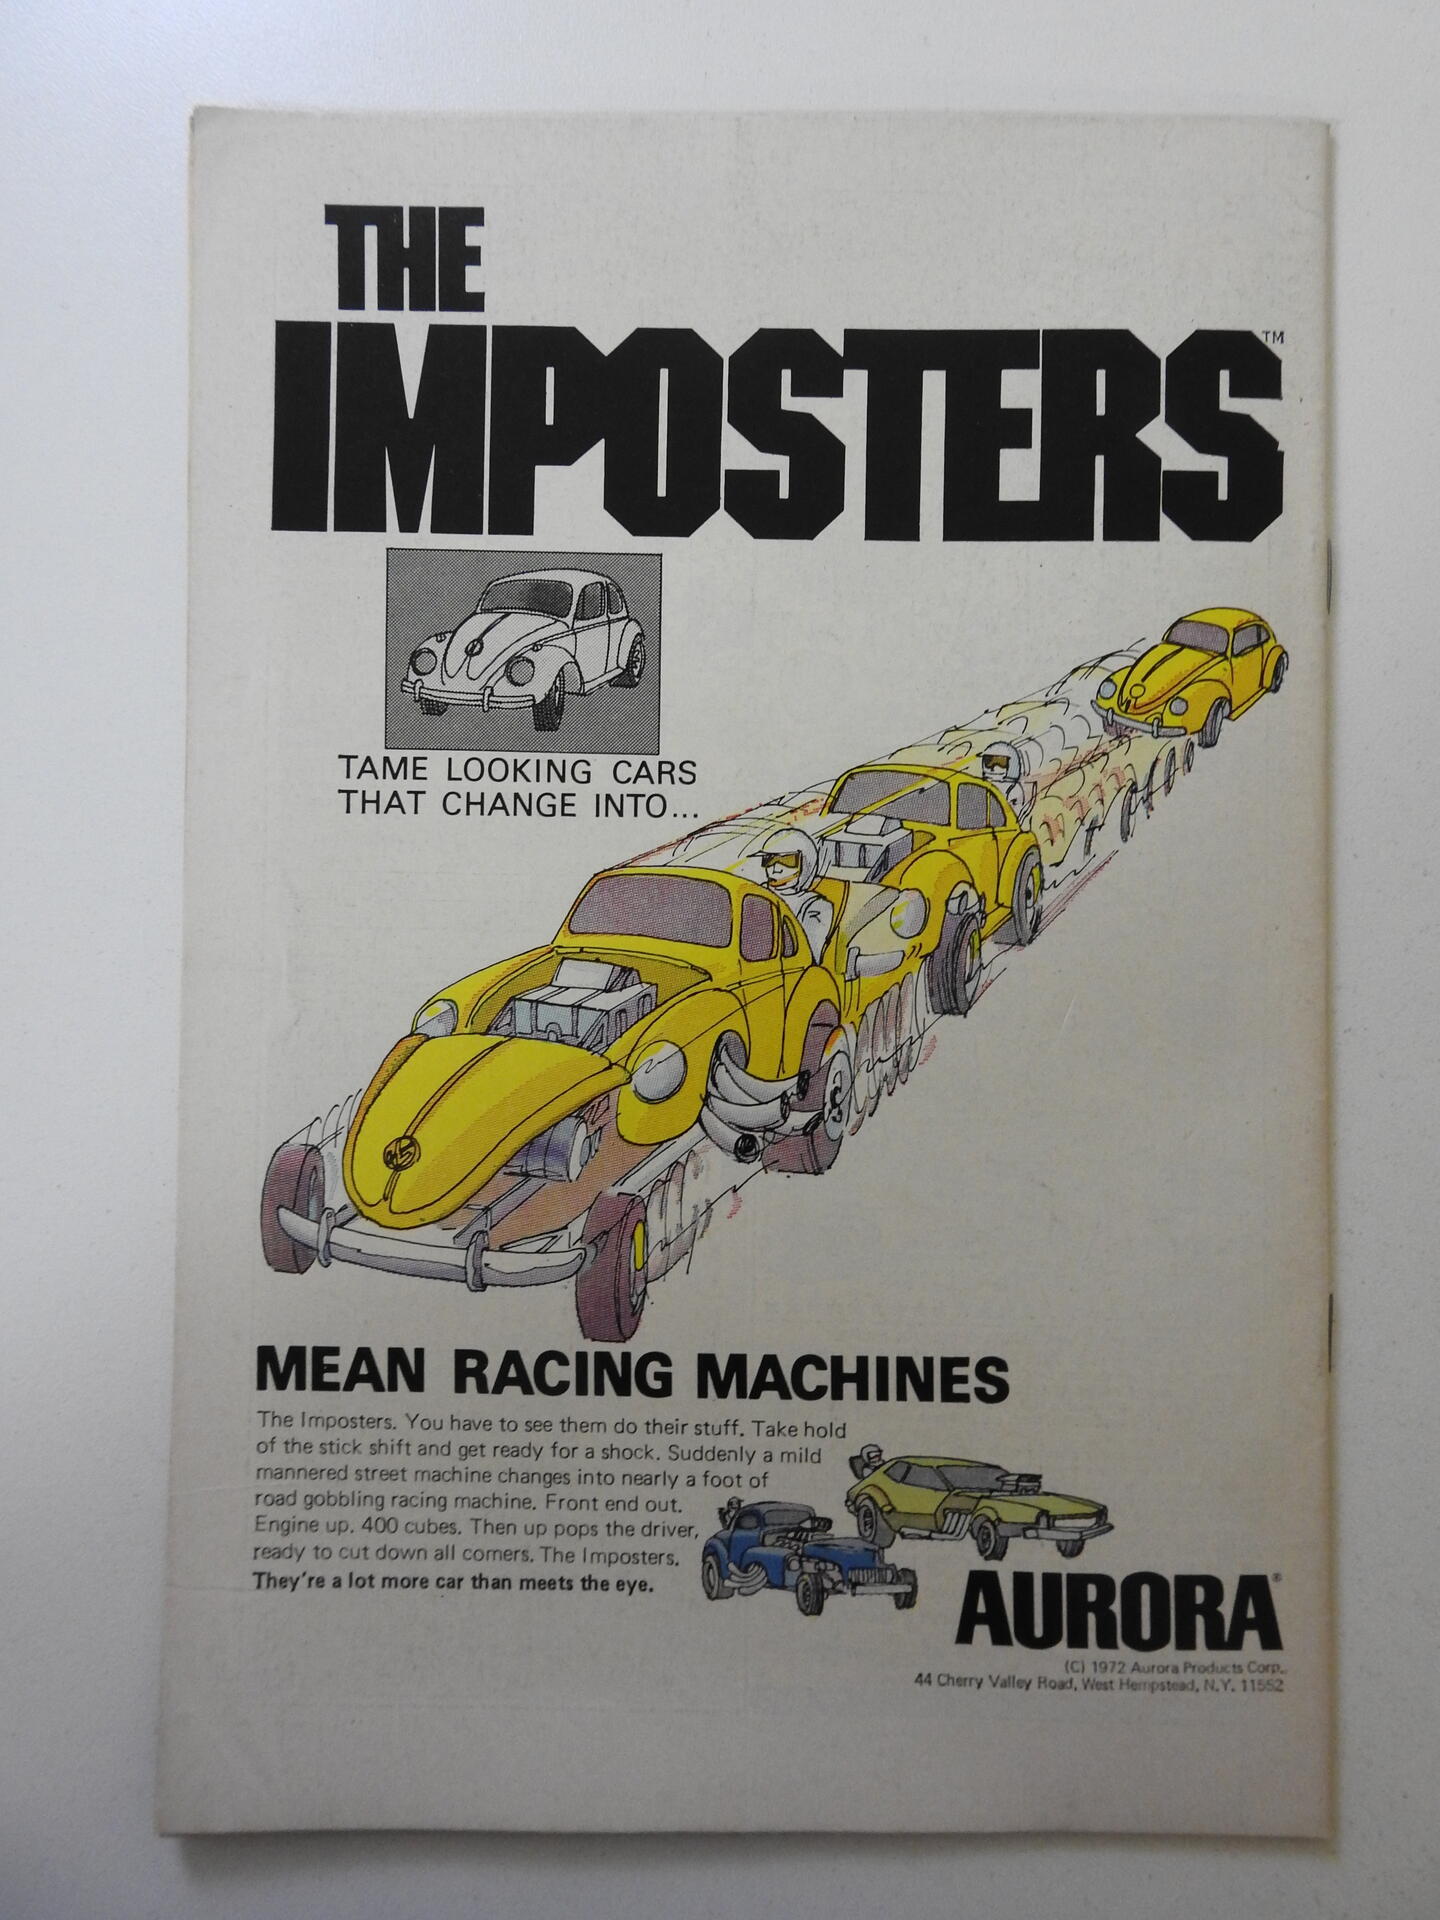 THE
IMPOSTERS™
TAME LOOKING CARS
THAT CHANGE INTO...
MEAN RACING MACHINES
The Imposters. You have to see them do their stuff. Take hold
of the stick shift and get ready for a shock. Suddenly a mild
mannered street machine changes into nearly a foot of
road gobbling racing machine. Front end out.
Engine up. 400 cubes. Then up pops the driver,
ready to cut down all comers. The Imposters.
They're a lot more car than meets the eye.
AURORA®
(C) 1972 Aurora Products Corp.
44 Cherry Valley Road, West Hempstead, N.Y. 11552